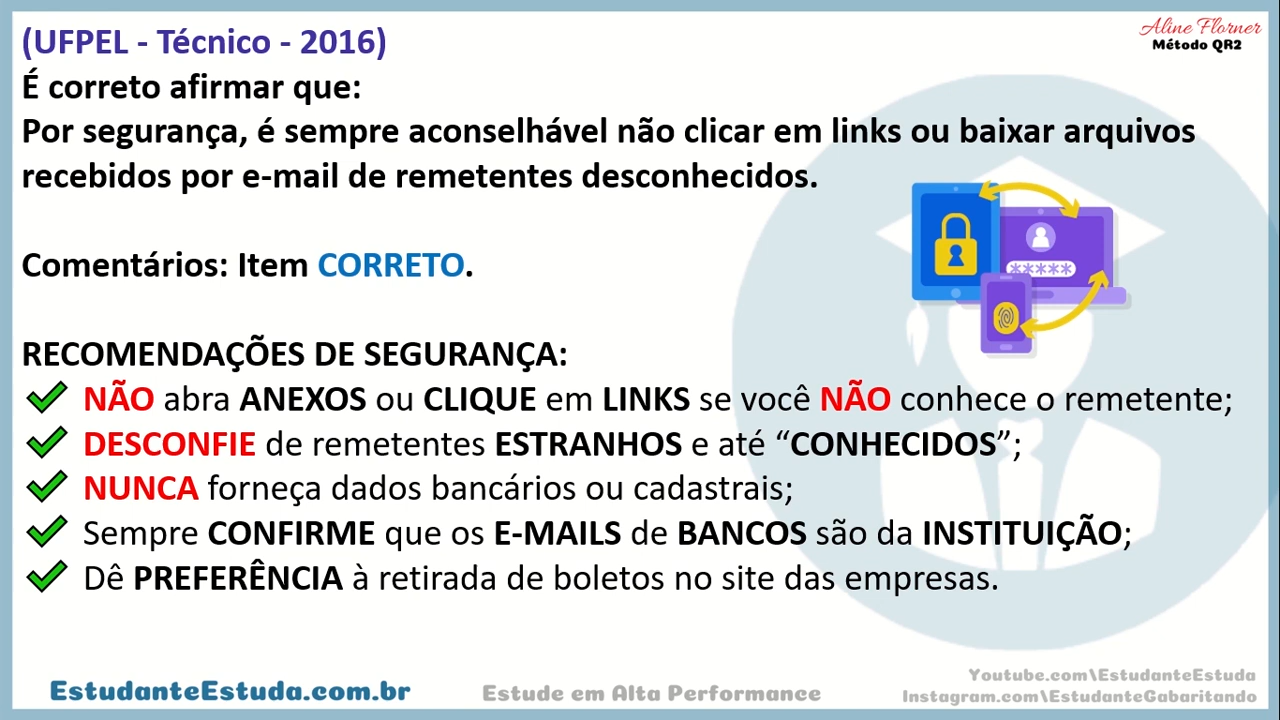 (UFPEL - Técnico - 2016)
Aline Florner
Método QR2
É correto afirmar que:
Por segurança, é sempre aconselhável não clicar em links ou baixar arquivos
recebidos por e-mail de remetentes desconhecidos.
*****
Comentários: Item CORRETO.
RECOMENDAÇÕES DE SEGURANÇA:
NÃO abra ANEXOS ou CLIQUE em LINKS se você NÃO conhece o remetente;
DESCONFIE de remetentes ESTRANHOS e até “CONHECIDOS”;
NUNCA forneça dados bancários ou cadastrais;
Sempre CONFIRME que os E-MAILS de BANCOS são da INSTITUIÇÃO;
Dê PREFERÊNCIA à retirada de boletos no site das empresas.
EstudanteEstuda.com.br
Estude em Alta Performance
Youtube.com\EstudanteEstuda
Instagram.com\EstudanteGabaritando